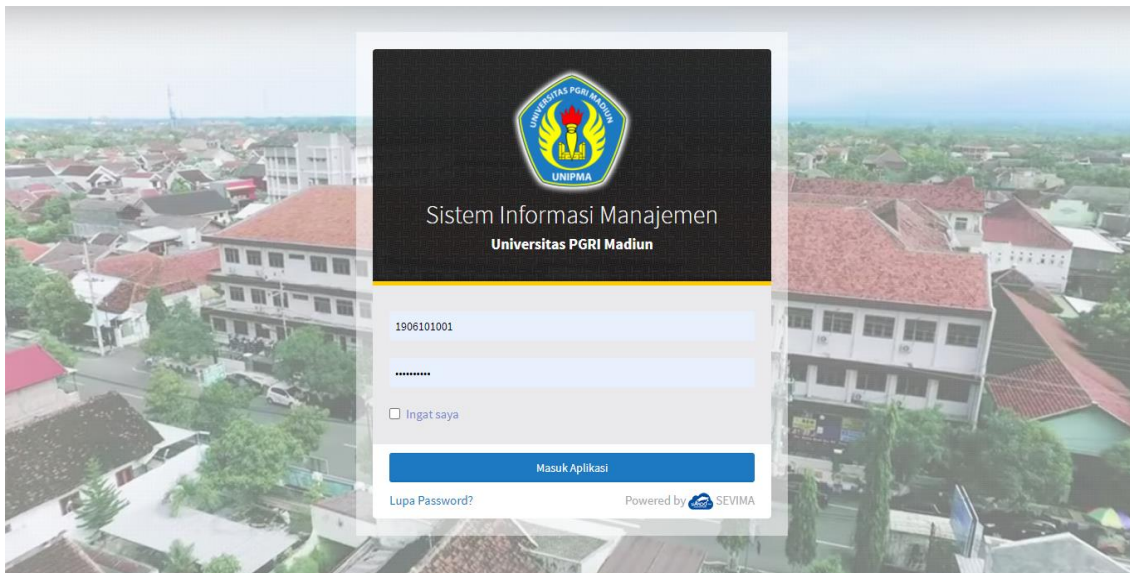 UNIVERSITAS PGRI MADIUN
UNIPMA
Sistem Informasi Manajemen
Universitas PGRI Madiun
1906101001
••••••••••
Ingat saya
Masuk Aplikasi
Lupa Password?
Powered by SEVIMA